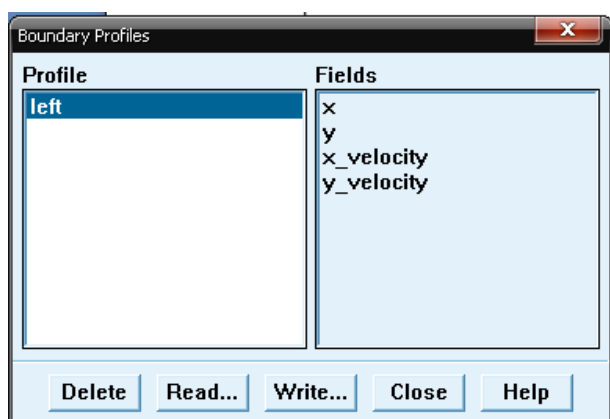 Boundary Profiles
Profile
Fields
left
x
y
x_velocity
y_velocity
Delete
Read...
Write...
Close
Help